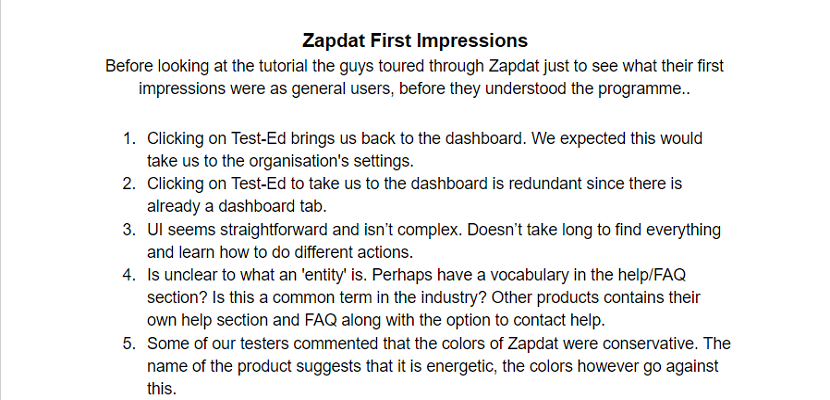 Zapdat First Impressions
Before looking at the tutorial the guys toured through Zapdat just to see what their first
impressions were as general users, before they understood the programme..
1. Clicking on Test-Ed brings us back to the dashboard. We expected this would
take us to the organisation's settings.
2. Clicking on Test-Ed to take us to the dashboard is redundant since there is
already a dashboard tab.
3. UI seems straightforward and isn’t complex. Doesn’t take long to find everything
and learn how to do different actions.
4. Is unclear to what an 'entity' is. Perhaps have a vocabulary in the help/FAQ
section? Is this a common term in the industry? Other products contains their
own help section and FAQ along with the option to contact help.
5. Some of our testers commented that the colors of Zapdat were conservative. The
name of the product suggests that it is energetic, the colors however go against
this.